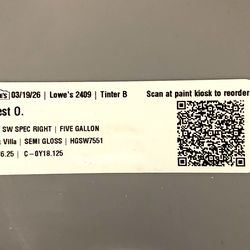 LOWE'S 03/19/26 | Lowe's 2409 | Tinter B Scan at paint kiosk to reorder
est O.
SW SPEC RIGHT | FIVE GALLON
Villa | SEMI GLOSS | HGSW7551
6.25 | C-0Y18.125